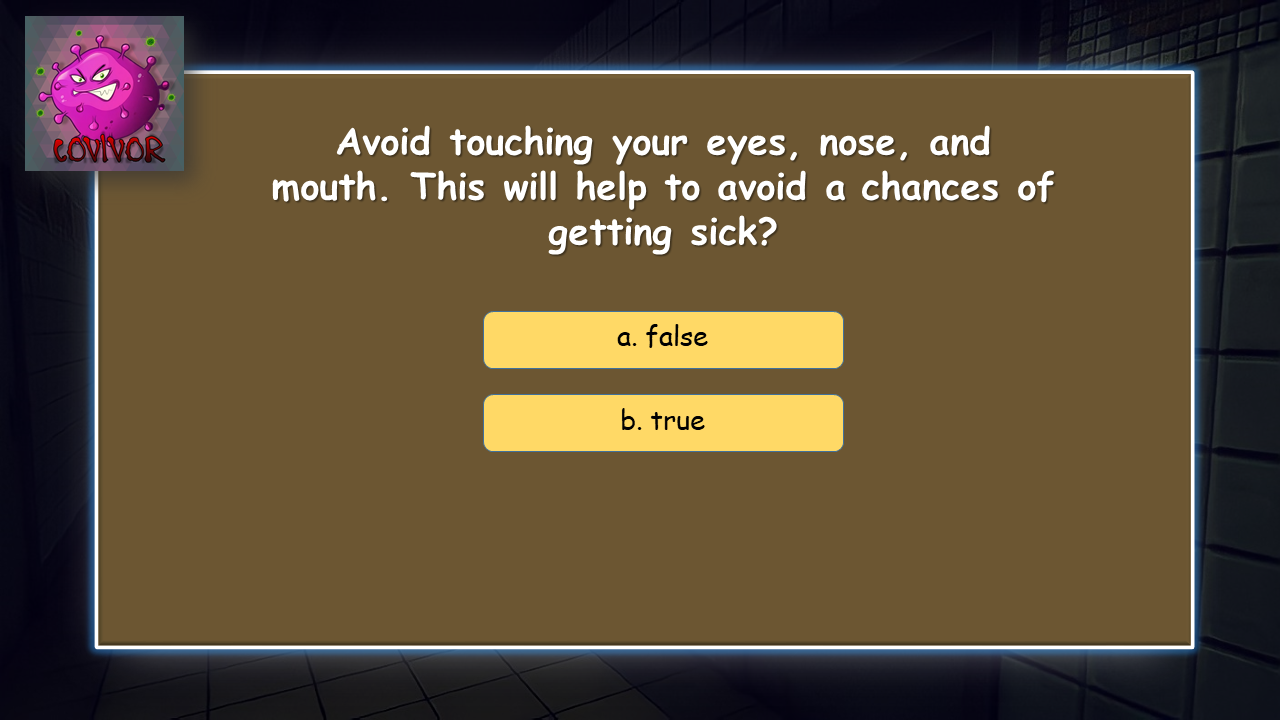 COVIVOR
Avoid touching your eyes, nose, and
mouth. This will help to avoid a chances of
getting sick?
a. false
b. true